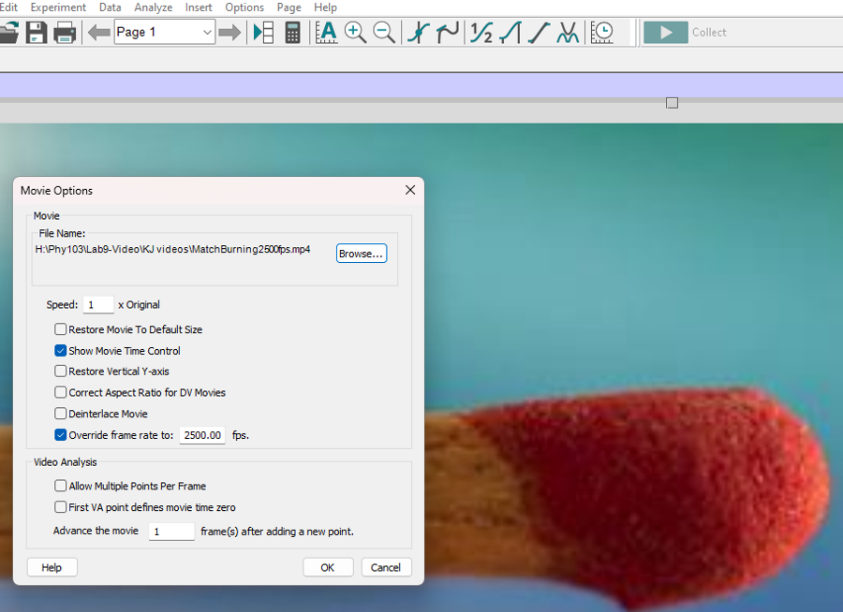 Edit Experiment Data Analyze Insert Options Page Help
Page 1
A
1/2
Collect
Movie Options
Movie
File Name:
H:\Phy103\Lab9-Video\KJ videos\MatchBurning2500fps.mp4
Browse...
Speed: 1 x Original
Restore Movie To Default Size
Show Movie Time Control
Restore Vertical Y-axis
Correct Aspect Ratio for DV Movies
Deinterlace Movie
Override frame rate to: 2500.00 fps.
Video Analysis
Allow Multiple Points Per Frame
First VA point defines movie time zero
Advance the movie 1 frame(s) after adding a new point.
Help OK Cancel